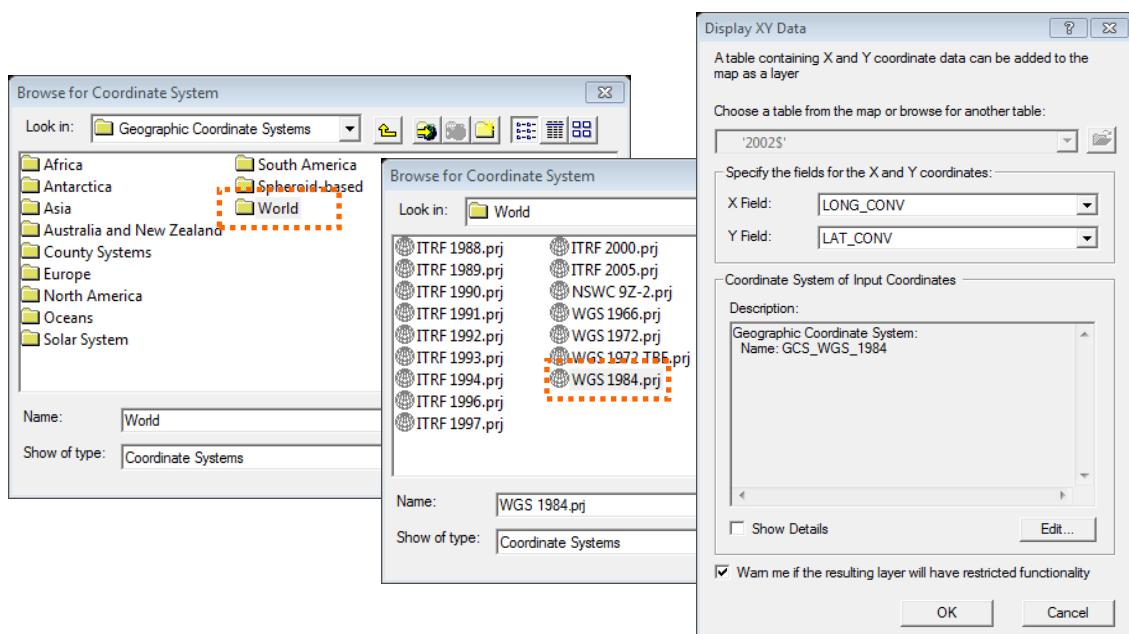 Browse for Coordinate System
Look in: Geographic Coordinate Systems
Africa
Antarctica
Asia
Australia and New Zealand
County Systems
Europe
North America
Oceans
Solar System
South America
Spheroid-based
World
Name: World
Show of type: Coordinate Systems
Browse for Coordinate System
Look in: World
ITRF 1988.prj
ITRF 1989.prj
ITRF 1990.prj
ITRF 1991.prj
ITRF 1992.prj
ITRF 1993.prj
ITRF 1994.prj
ITRF 1996.prj
ITRF 1997.prj
ITRF 2000.prj
ITRF 2005.prj
NSWC 9Z-2.prj
WGS 1966.prj
WGS 1972.prj
WGS 1972 TBE.prj
WGS 1984.prj
Name: WGS 1984.prj
Show of type: Coordinate Systems
Display XY Data
A table containing X and Y coordinate data can be added to the
map as a layer
Choose a table from the map or browse for another table:
'2002$'
Specify the fields for the X and Y coordinates:
X Field: LONG_CONV
Y Field: LAT_CONV
Coordinate System of Input Coordinates
Description:
Geographic Coordinate System:
Name: GCS_WGS_1984
Show Details
Edit...
Warn me if the resulting layer will have restricted functionality
OK
Cancel